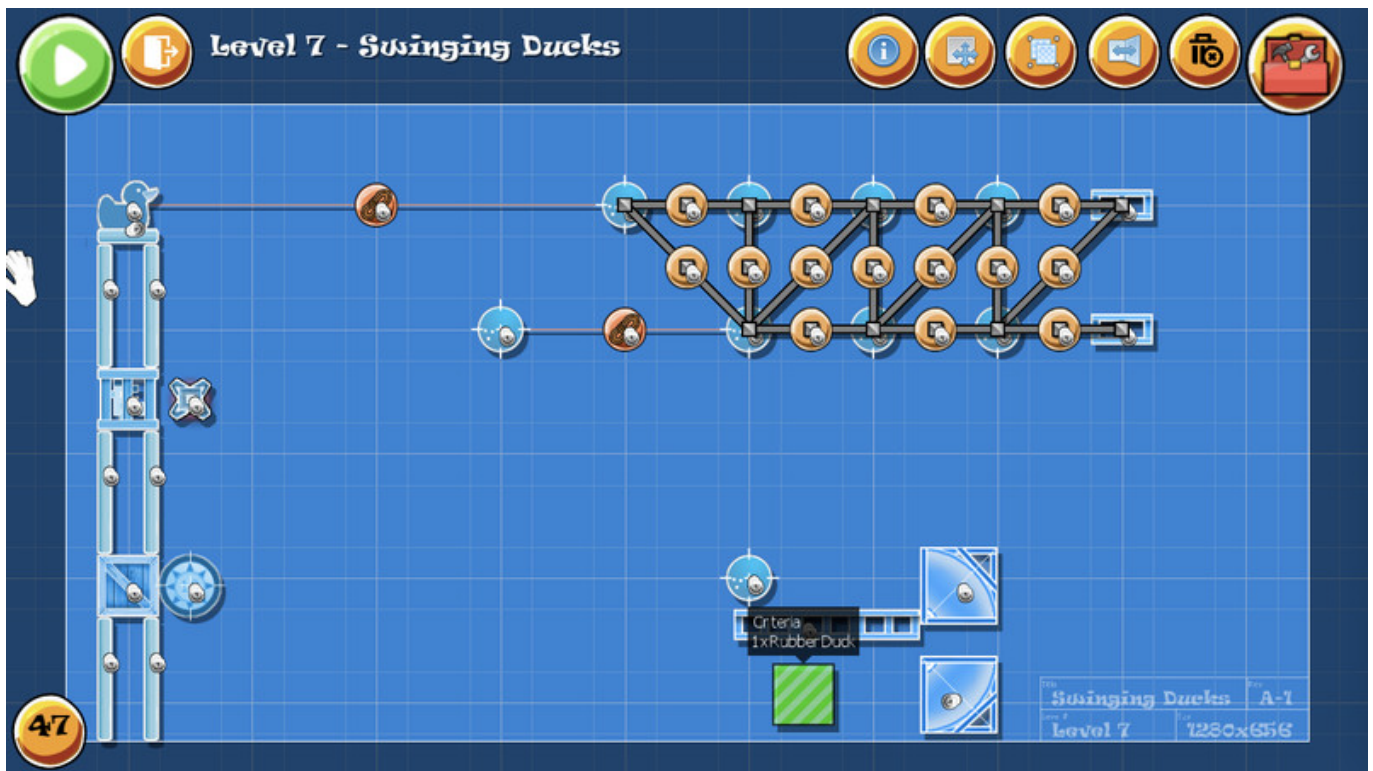 Level 7 - Swinging Ducks
Criteria
1xRubberDuck
Swinging Ducks
A-1
Level 7
1280x656
47